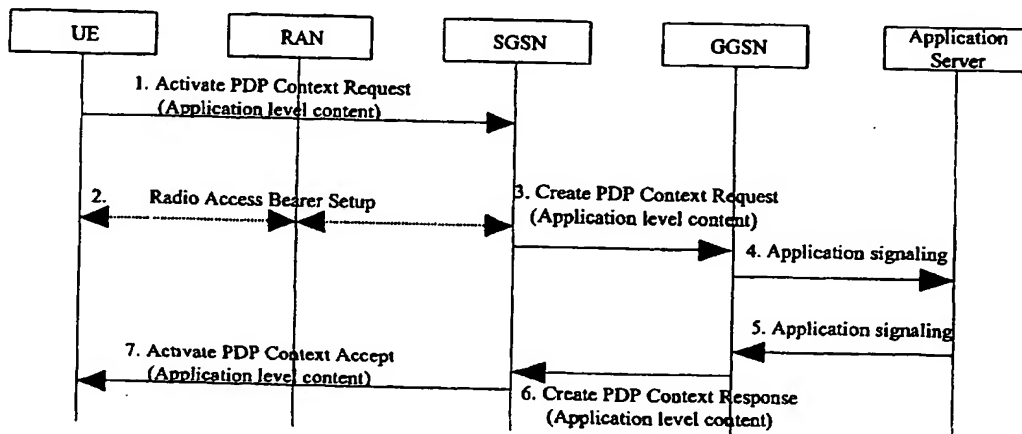 UE
RAN
SGSN
GGSN
Application
Server
1. Activate PDP Context Request
(Application level content)
2. Radio Access Bearer Setup
3. Create PDP Context Request
(Application level content)
4. Application signaling
5. Application signaling
7. Activate PDP Context Accept
(Application level content)
6. Create PDP Context Response
(Application level content)